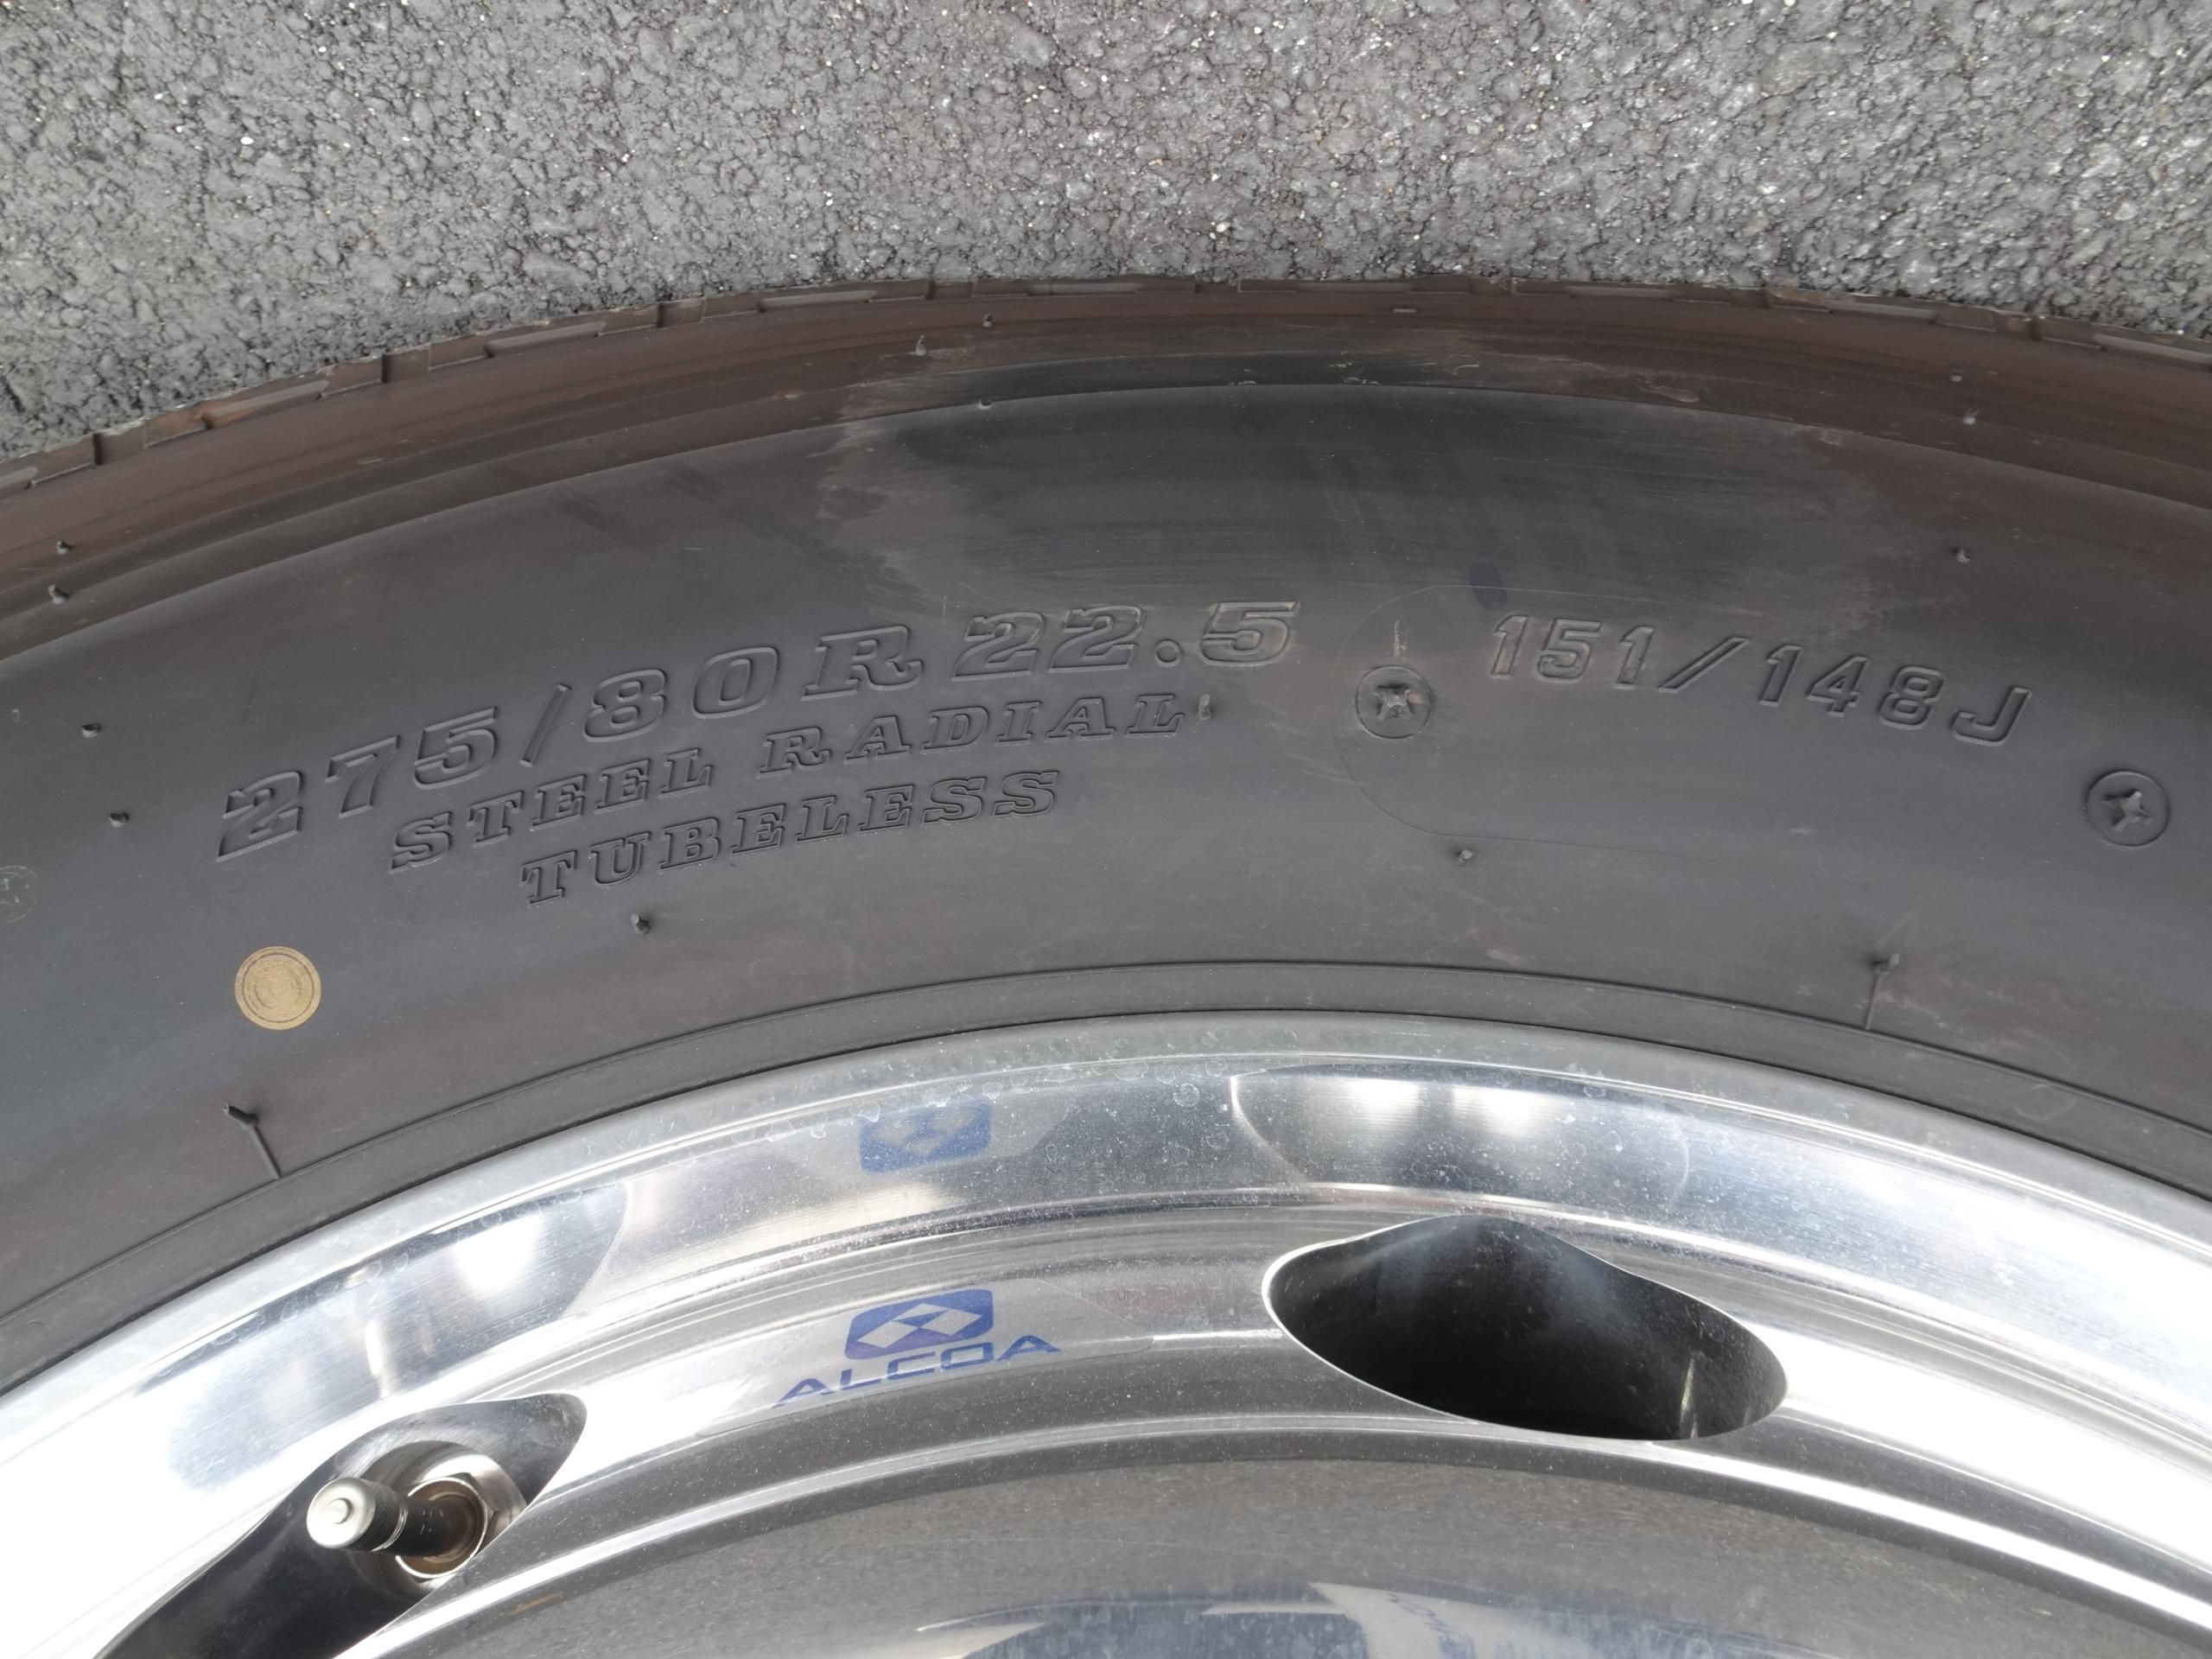 275/80R22.5
151/148J
STEEL RADIAL
TUBELESS
ALCOA